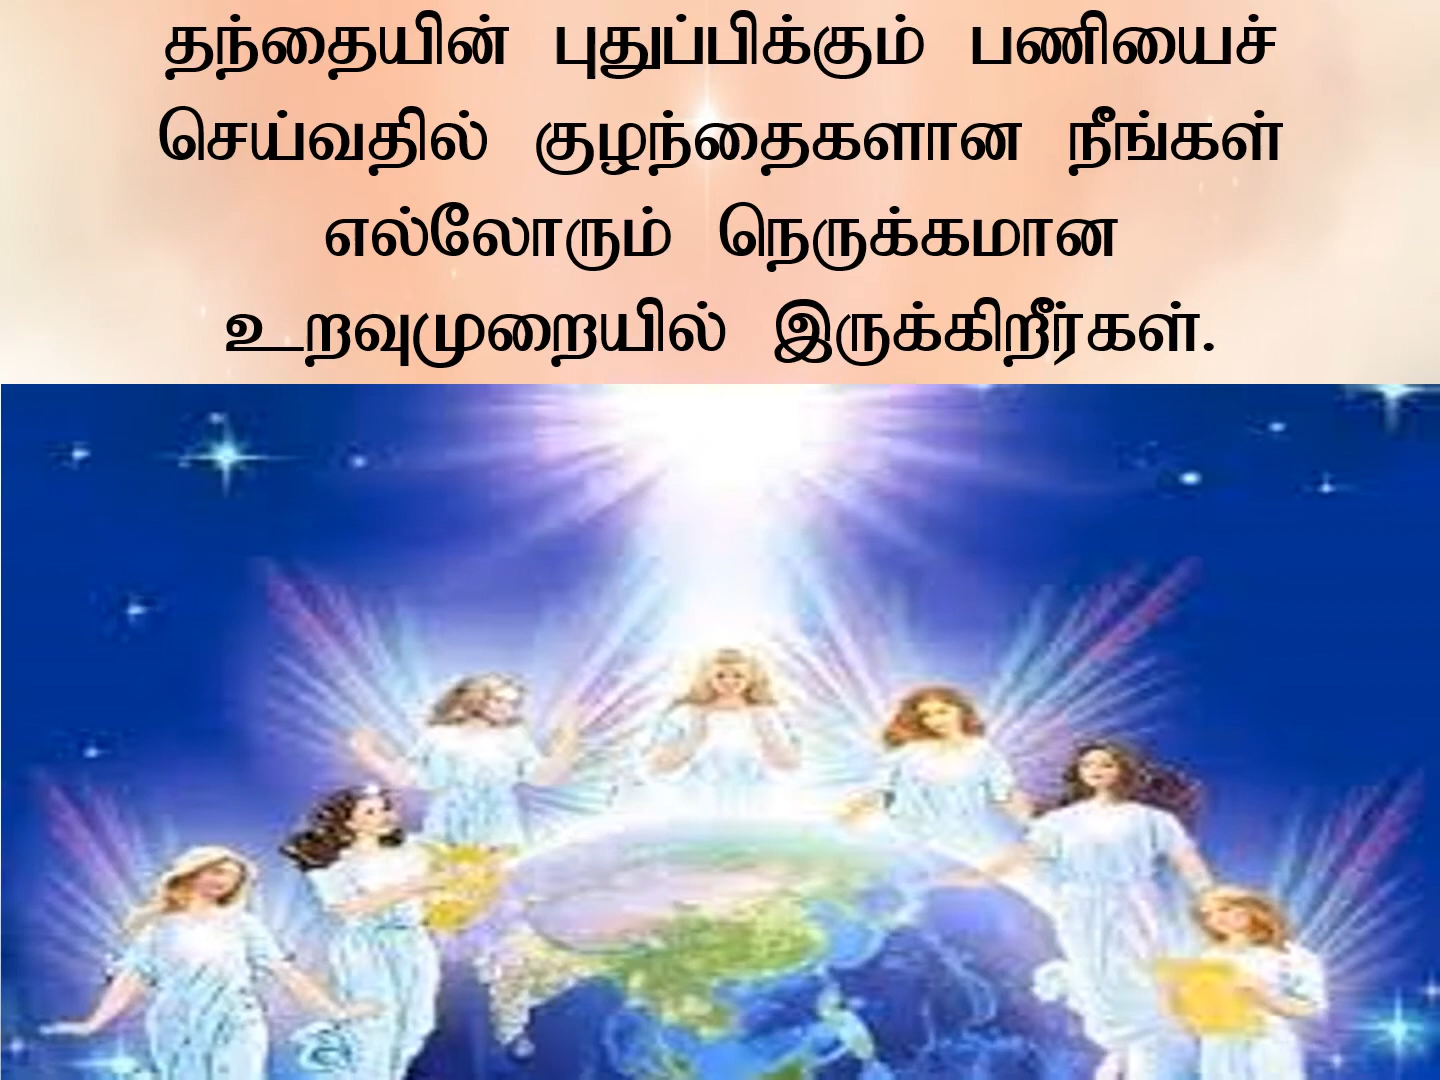 தந்தையின் புதுப்பிக்கும் பணியைச்
செய்வதில் குழந்தைகளான நீங்கள்
எல்லோரும் நெருக்கமான
உறவுமுறையில் இருக்கிறீர்கள்.